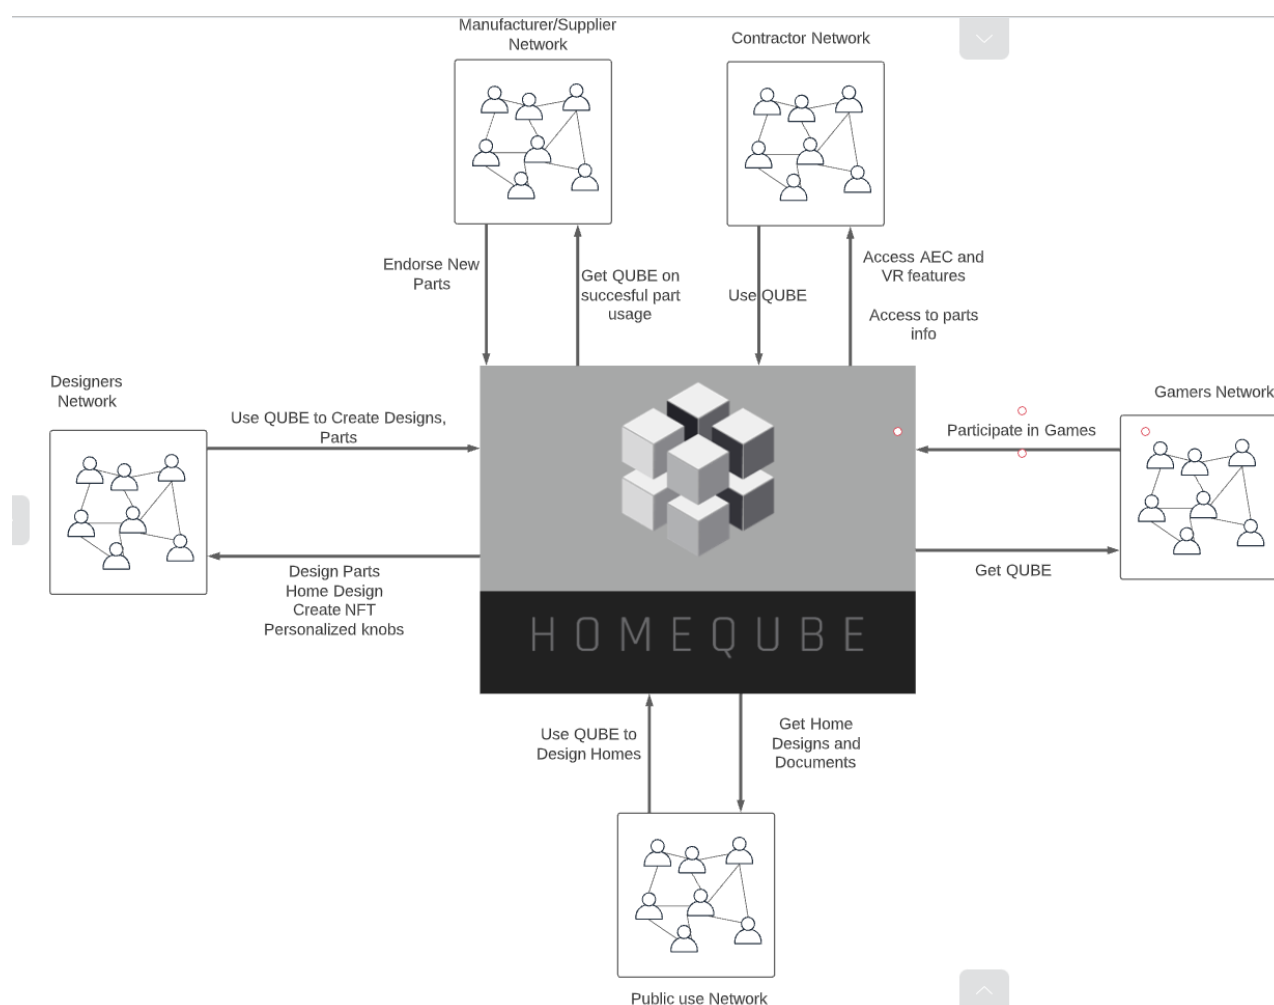 Manufacturer/Supplier
Network
Contractor Network
Endorse New
Parts
Get QUBE on
succesful part
usage
Use QUBE
Access AEC and
VR features
Access to parts
info
Designers
Network
Use QUBE to Create Designs,
Parts
Gamers Network
Participate in Games
Design Parts
Home Design
Create NFT
Personalized knobs
Get QUBE
HOMEQUBE
Use QUBE to
Design Homes
Get Home
Designs and
Documents
Public use Network